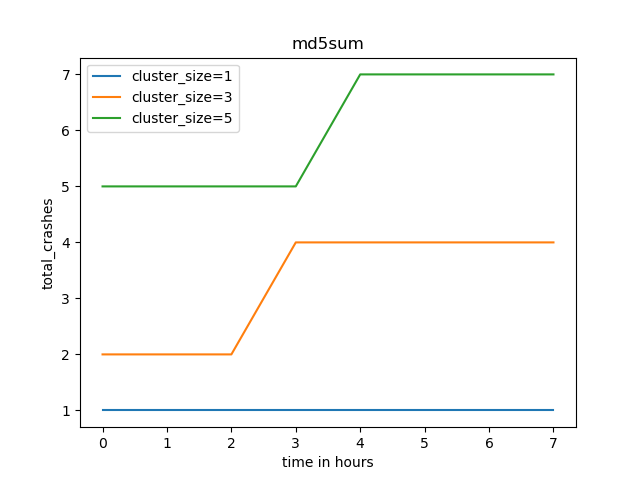 md5sum
cluster_size=1
cluster_size=3
cluster_size=5
total_crashes
7
6
5
4
3
2
1
0 1 2 3 4 5 6 7
time in hours